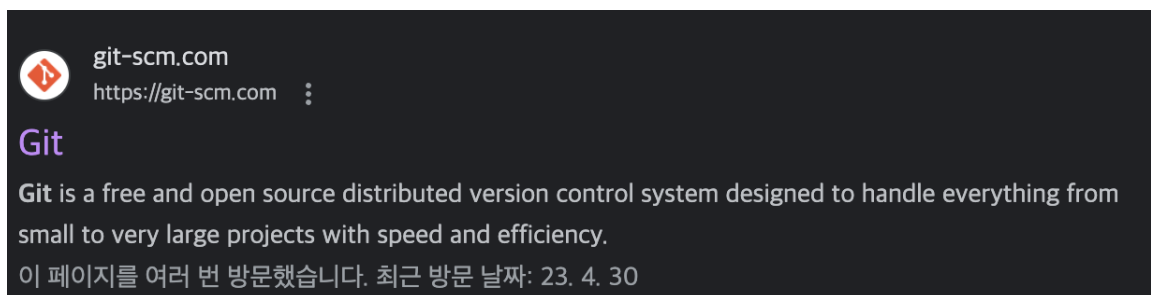 git-scm.com
https://git-scm.com
Git
Git is a free and open source distributed version control system designed to handle everything from
small to very large projects with speed and efficiency.
이 페이지를 여러 번 방문했습니다. 최근 방문 날짜: 23. 4. 30